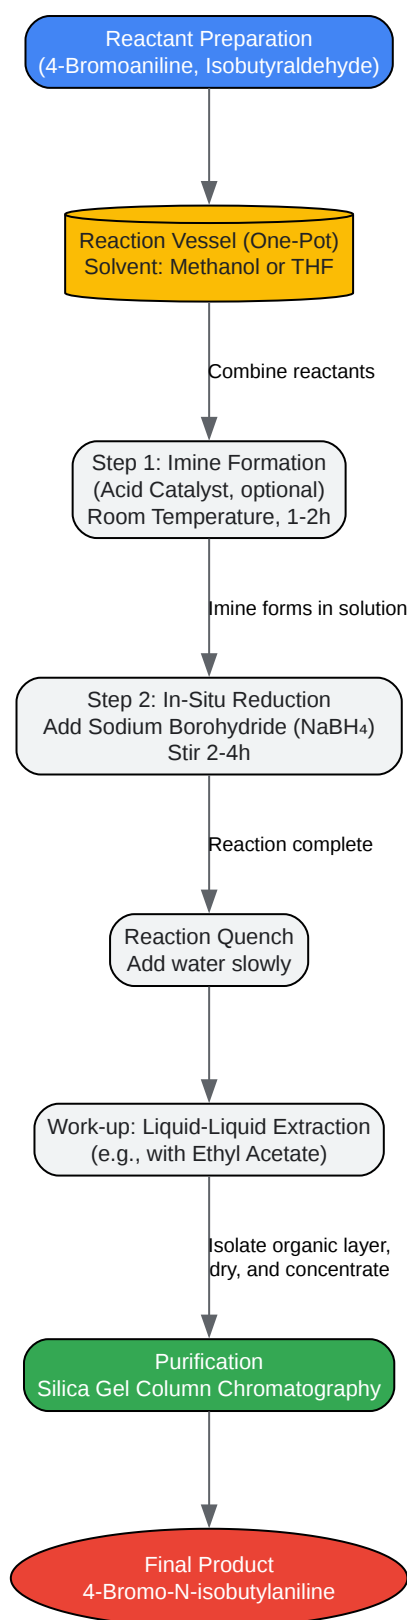 Reactant Preparation
(4-Bromoaniline, Isobutyraldehyde)
Reaction Vessel (One-Pot)
Solvent: Methanol or THF
Combine reactants
Step 1: Imine Formation
(Acid Catalyst, optional)
Room Temperature, 1-2h
Imine forms in solution
Step 2: In-Situ Reduction
Add Sodium Borohydride (NaBH₄)
Stir 2-4h
Reaction complete
Reaction Quench
Add water slowly
Work-up: Liquid-Liquid Extraction
(e.g., with Ethyl Acetate)
Isolate organic layer,
dry, and concentrate
Purification
Silica Gel Column Chromatography
Final Product
4-Bromo-N-isobutylaniline